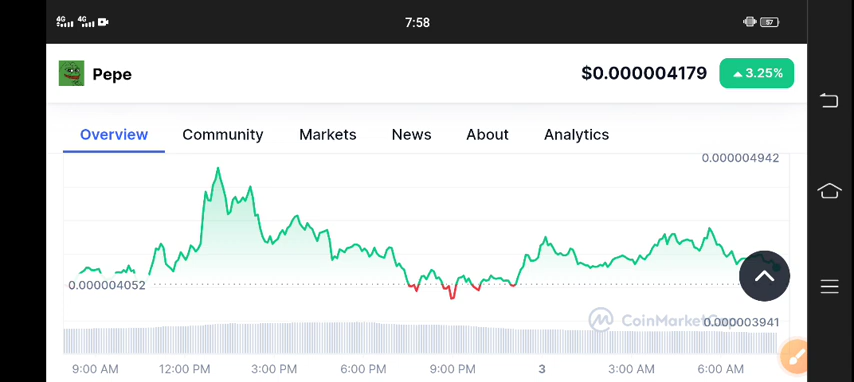 4G 4G 7:58 57
Pepe $0.000004179 3.25%
Overview Community Markets News About Analytics
0.000004942
0.000004052
CoinMarketCap
0.000003941
9:00 AM 12:00 PM 3:00 PM 6:00 PM 9:00 PM 3 3:00 AM 6:00 AM